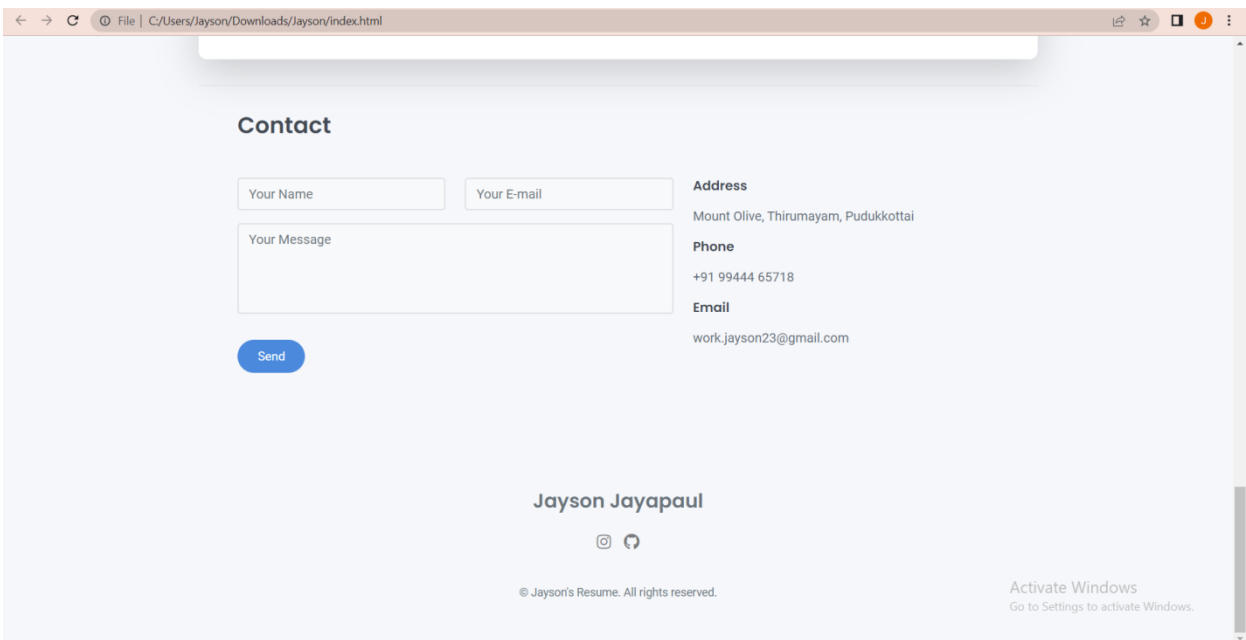 File | C:/Users/Jayson/Downloads/Jayson/index.html
J
Contact
Your Name
Your E-mail
Your Message
Send
Address
Mount Olive, Thirumayam, Pudukkottai
Phone
+91 99444 65718
Email
work.jayson23@gmail.com
Jayson Jayapaul
© Jayson's Resume. All rights reserved.
Activate Windows
Go to Settings to activate Windows.